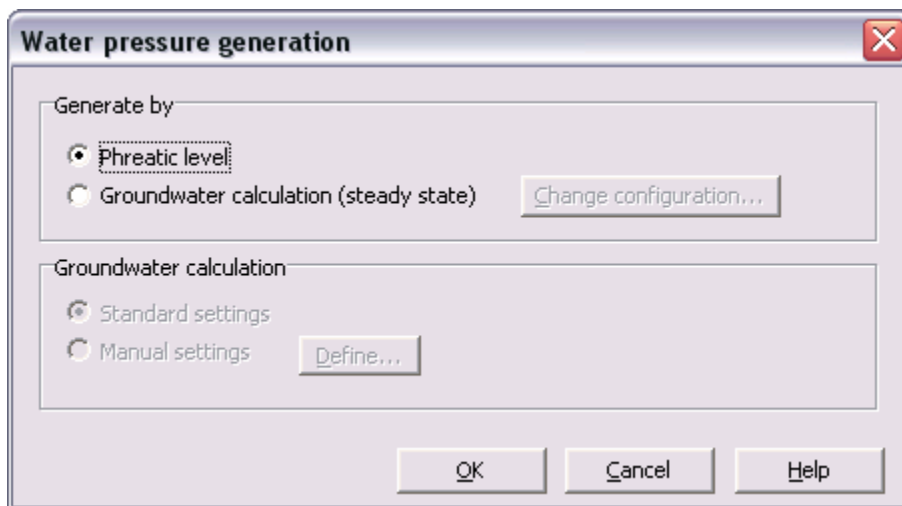 Water pressure generation
Generate by
Phreatic level
Groundwater calculation (steady state) Change configuration...
Groundwater calculation
Standard settings
Manual settings Define...
OK Cancel Help